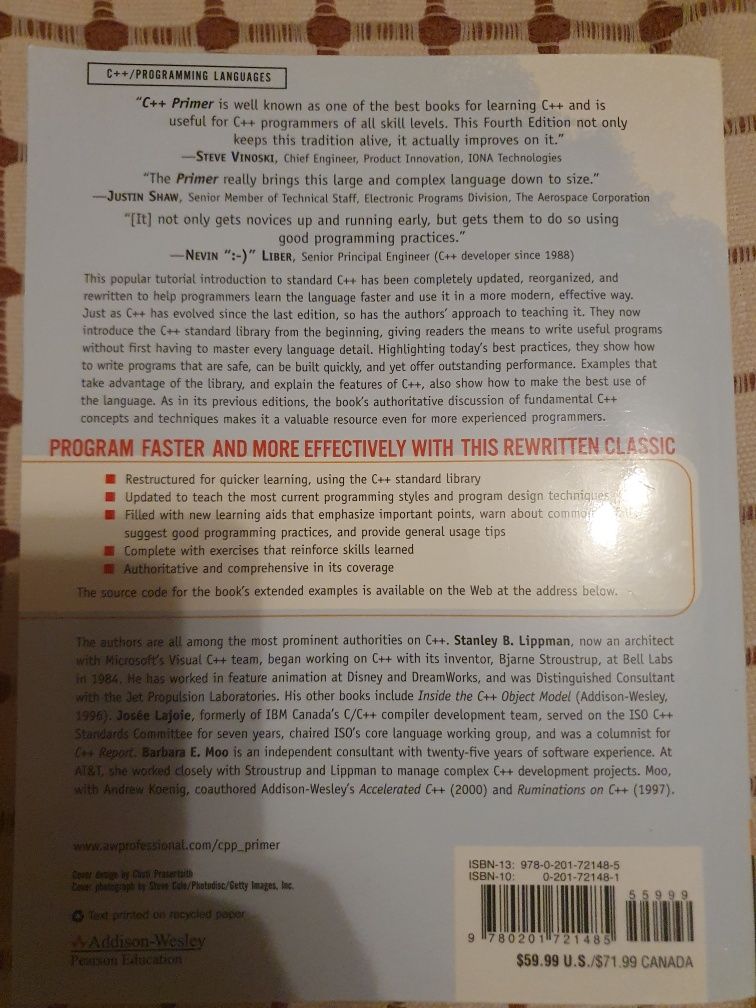 C++/PROGRAMMING LANGUAGES
"C++ Primer is well known as one of the best books for learning C++ and is
useful for C++ programmers of all skill levels. This Fourth Edition not only
keeps this tradition alive, it actually improves on it."
—STEVE VINOSKI, Chief Engineer, Product Innovation, IONA Technologies
"The Primer really brings this large and complex language down to size."
—JUSTIN SHAW, Senior Member of Technical Staff, Electronic Programs Division, The Aerospace Corporation
"[It] not only gets novices up and running early, but gets them to do so using
good programming practices."
—NEVIN ":-)" LIBER, Senior Principal Engineer (C++ developer since 1988)
This popular tutorial introduction to standard C++ has been completely updated, reorganized, and
rewritten to help programmers learn the language faster and use it in a more modern, effective way.
Just as C++ has evolved since the last edition, so has the authors' approach to teaching it. They now
introduce the C++ standard library from the beginning, giving readers the means to write useful programs
without first having to master every language detail. Highlighting today's best practices, they show how
to write programs that are safe, can be built quickly, and yet offer outstanding performance. Examples that
take advantage of the library, and explain the features of C++, also show how to make the best use of
the language. As in its previous editions, the book's authoritative discussion of fundamental C++
concepts and techniques makes it a valuable resource even for more experienced programmers.
PROGRAM FASTER AND MORE EFFECTIVELY WITH THIS REWRITTEN CLASSIC
Restructured for quicker learning, using the C++ standard library
Updated to teach the most current programming styles and program design techniques
Filled with new learning aids that emphasize important points, warn about
suggest good programming practices, and provide general usage tips
Complete with exercises that reinforce skills learned
Authoritative and comprehensive in its coverage
The source code for the book's extended examples is available on the Web at the address below.
The authors are all among the most prominent authorities on C++. Stanley B. Lippman, now an architect
with Microsoft's Visual C++ team, began working on C++ with its inventor, Bjarne Stroustrup, at Bell Labs
in 1984. He has worked in feature animation at Disney and DreamWorks, and was Distinguished Consultant
with the Jet Propulsion Laboratories. His other books include Inside the C++ Object Model (Addison-Wesley,
1996). Josée Lajoie, formerly of IBM Canada's C/C++ compiler development team, served on the ISO C++
Standards Committee for seven years, chaired ISO's core language working group, and was a columnist for
C++ Report. Barbara E. Moo is an independent consultant with twenty-five years of software experience. At
AT&T, she worked closely with Stroustrup and Lippman to manage complex C++ development projects. Moo,
with Andrew Koenig, coauthored Addison-Wesley's Accelerated C++ (2000) and Ruminations on C++ (1997).
www.awprofessional.com/cpp_primer
Cover design by Chuti Prasertsith
Cover photograph by Steve Cole/Photodisc/Getty Images, Inc.
Text printed on recycled paper
Addison-Wesley
Pearson Education
ISBN-13: 978-0-201-72148-5
ISBN-10: 0-201-72148-1
55999
9 780201 721485
$59.99 U.S./$71.99 CANADA